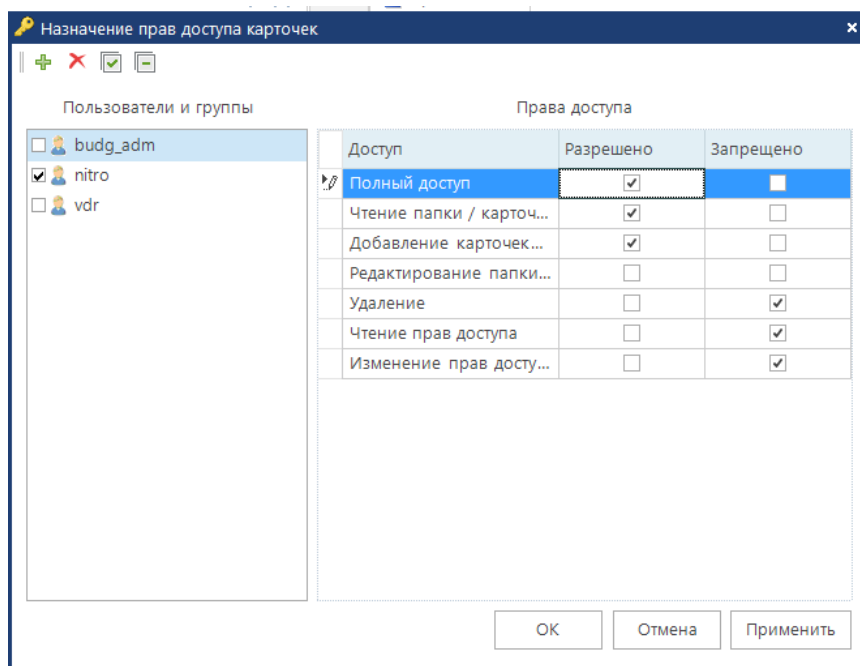 Назначение прав доступа карточек
Пользователи и группы
Права доступа
budg_adm
nitro
vdr
Доступ Разрешено Запрещено
Полный доступ
Чтение папки / карточ...
Добавление карточек...
Редактирование папки...
Удаление
Чтение прав доступа
Изменение прав досту...
ОК Отмена Применить